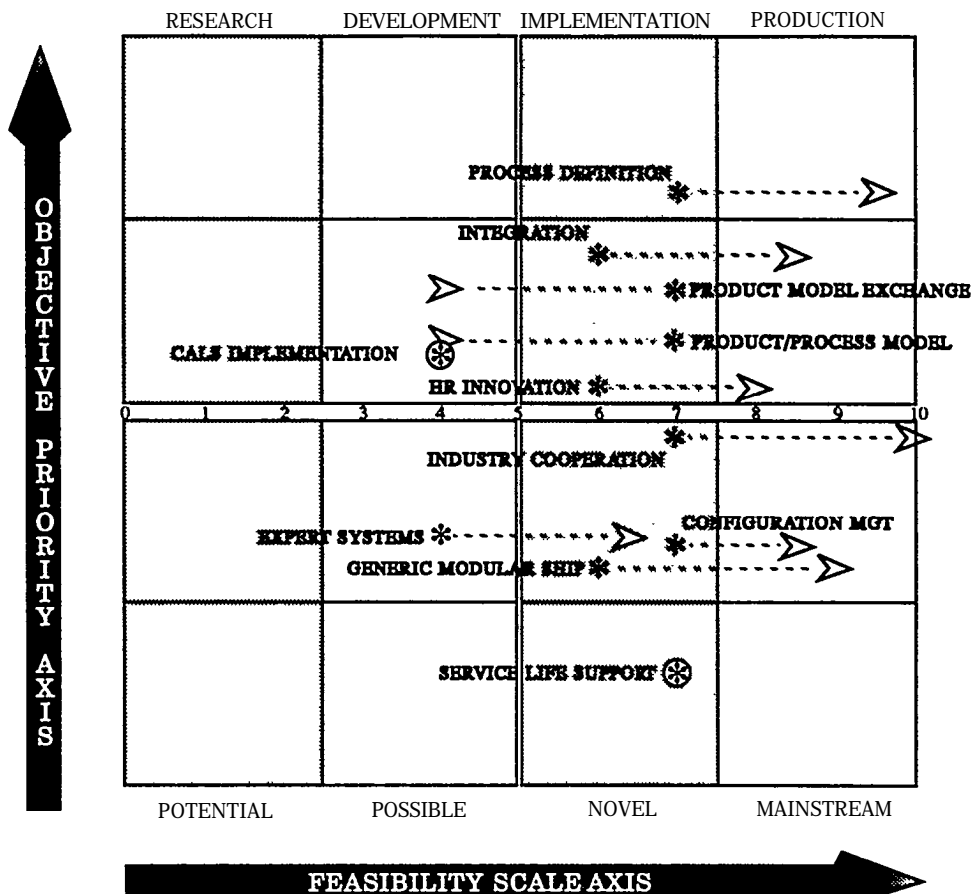 RESEARCH DEVELOPMENT IMPLEMENTATION PRODUCTION
PROCESS DEFINITION
INTEGRATION
PRODUCT MODEL EXCHANGE
PRODUCT/PROCESS MODEL
CALS IMPLEMENTATION
HR INNOVATION
0 1 2 3 4 5 6 7 8 9 10
INDUSTRY COOPERATION
CONFIGURATION MGT
EXPERT SYSTEMS
GENERIC MODULAR SHIP
SERVICE LIFE SUPPORT
POTENTIAL POSSIBLE NOVEL MAINSTREAM
OBJECTIVE PRIORITY AXIS
FEASIBILITY SCALE AXIS